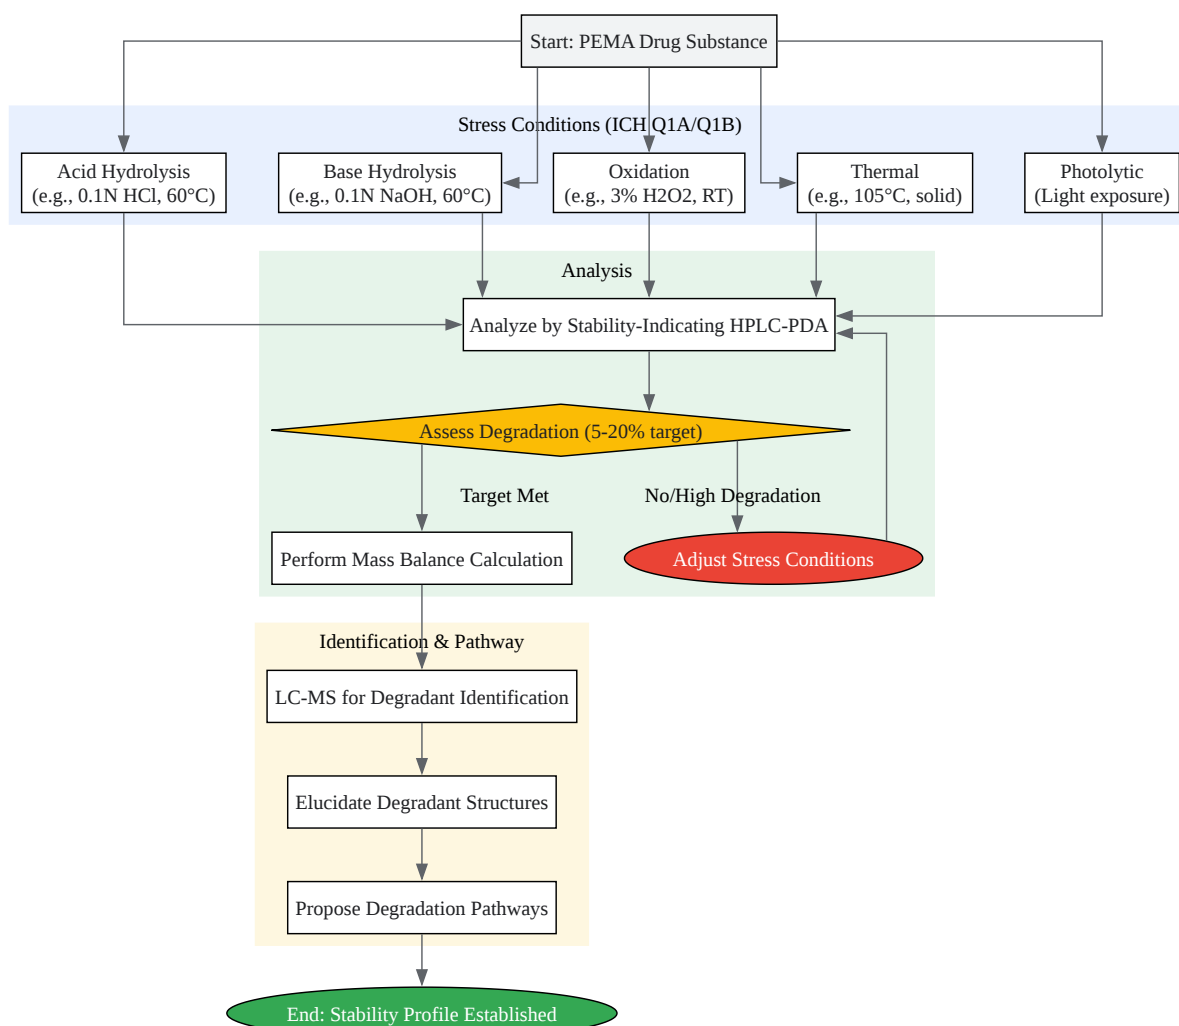 Start: PEMA Drug Substance
Stress Conditions (ICH Q1A/Q1B)
Acid Hydrolysis
(e.g., 0.1N HCl, 60°C)
Base Hydrolysis
(e.g., 0.1N NaOH, 60°C)
Oxidation
(e.g., 3% H2O2, RT)
Thermal
(e.g., 105°C, solid)
Photolytic
(Light exposure)
Analysis
Analyze by Stability-Indicating HPLC-PDA
Assess Degradation (5-20% target)
Target Met
No/High Degradation
Perform Mass Balance Calculation
Adjust Stress Conditions
Identification & Pathway
LC-MS for Degradant Identification
Elucidate Degradant Structures
Propose Degradation Pathways
End: Stability Profile Established